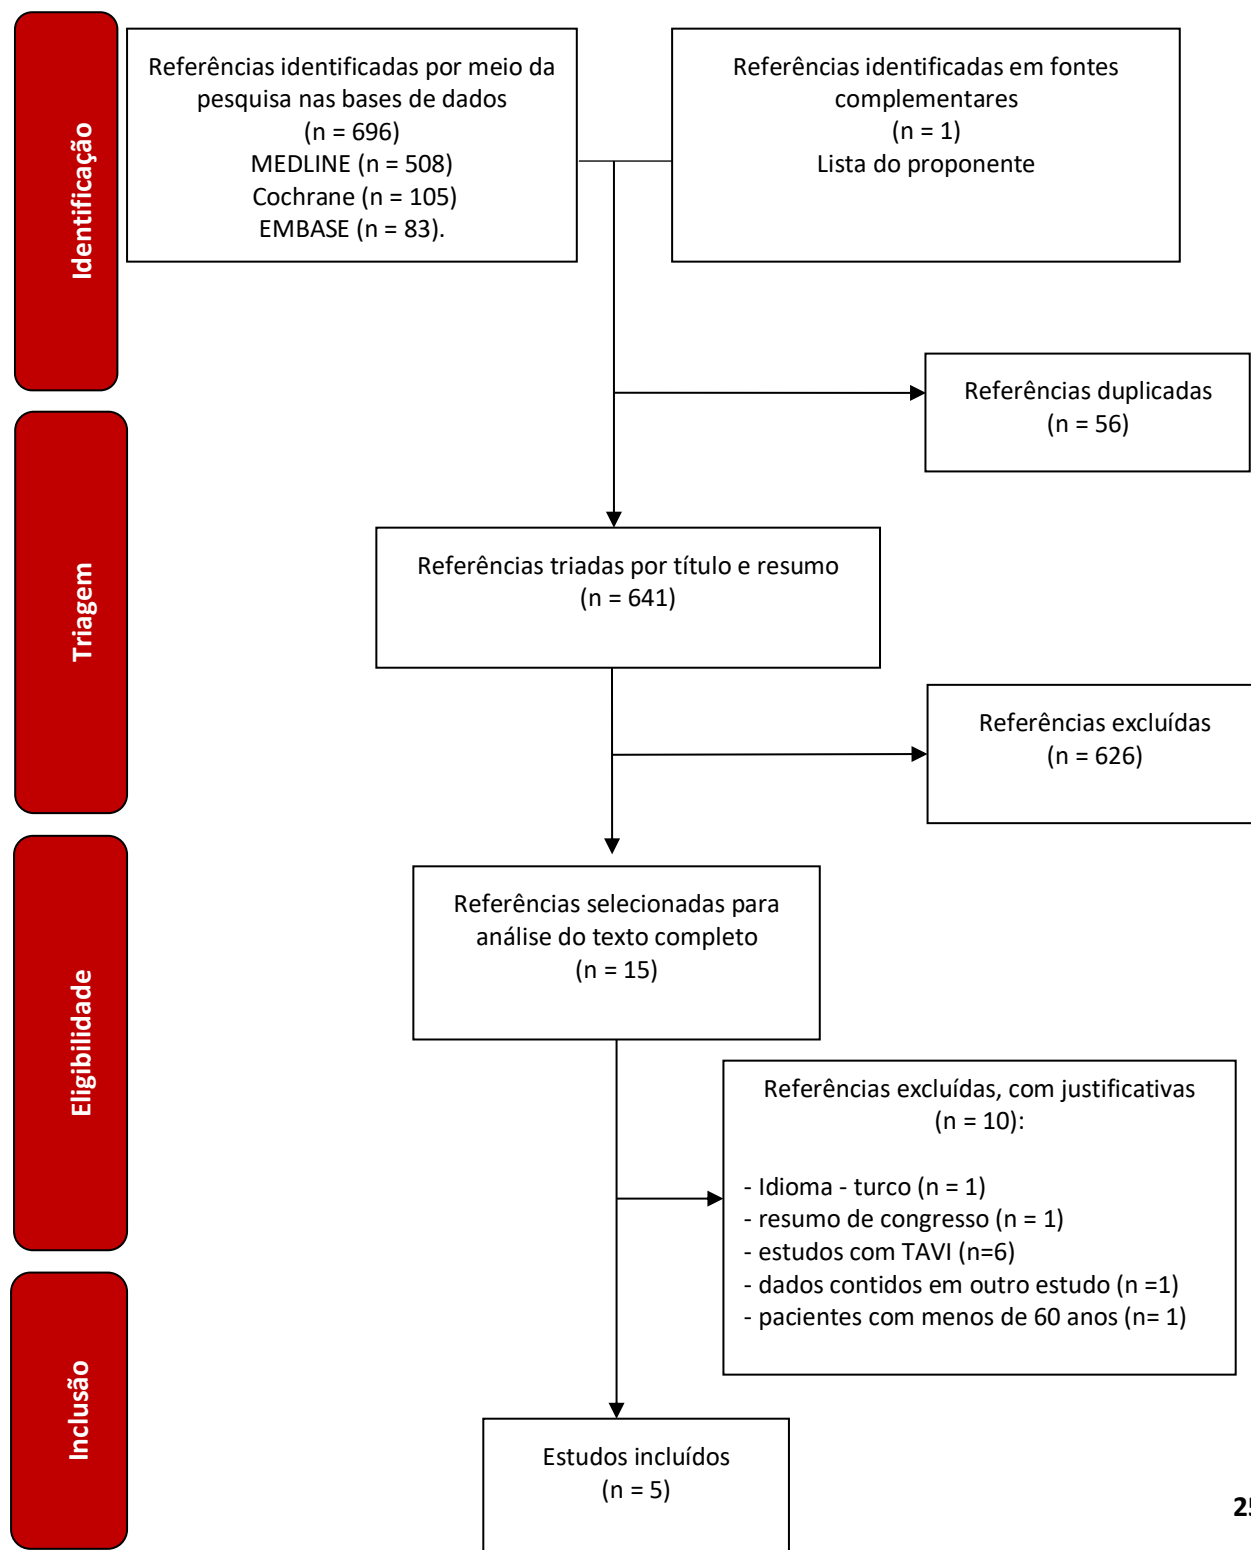 Identificação
Referências identificadas por meio da
pesquisa nas bases de dados
(n = 696)
MEDLINE (n = 508)
Cochrane (n = 105)
EMBASE (n = 83).
Referências identificadas em fontes
complementares
(n = 1)
Lista do proponente
Referências duplicadas
(n = 56)
Triagem
Referências triadas por título e resumo
(n = 641)
Referências excluídas
(n = 626)
Eligibilidade
Referências selecionadas para
análise do texto completo
(n = 15)
Referências excluídas, com justificativas
(n = 10):
- Idioma - turco (n = 1)
- resumo de congresso (n = 1)
- estudos com TAVI (n=6)
- dados contidos em outro estudo (n =1)
- pacientes com menos de 60 anos (n= 1)
Inclusão
Estudos incluídos
(n = 5)
25